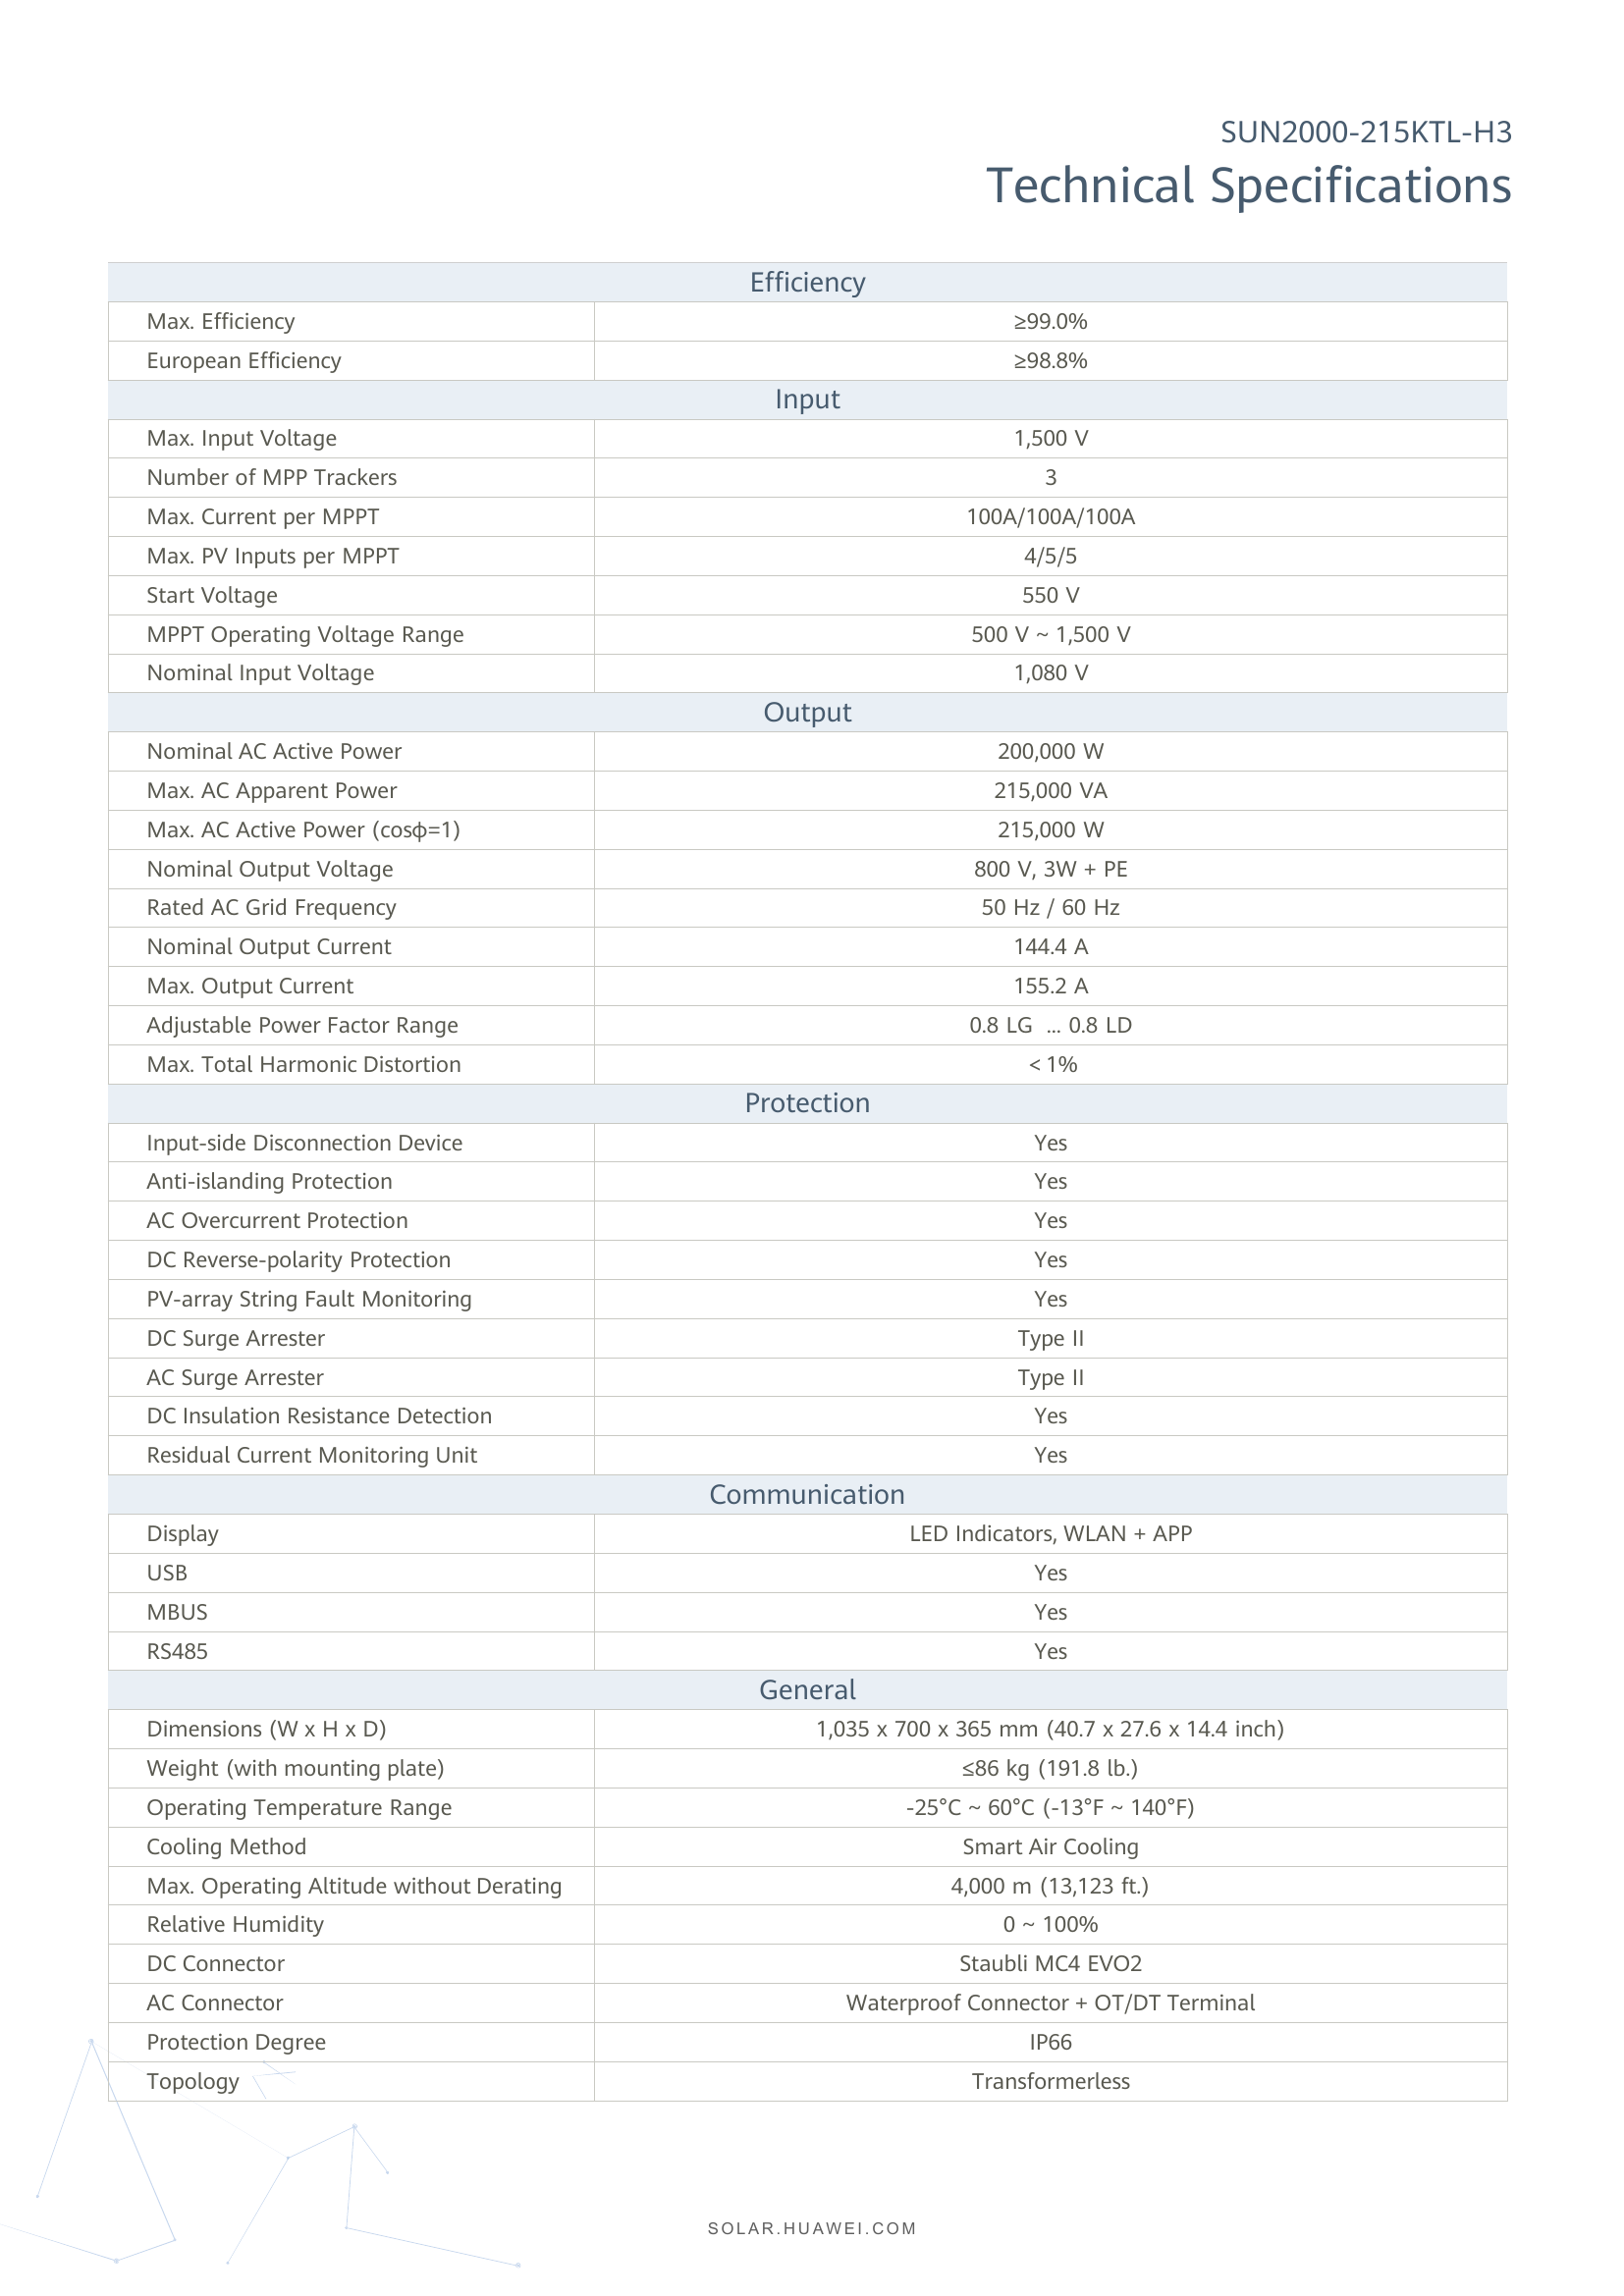 SUN2000-215KTL-H3
Technical Specifications
Efficiency
Max. Efficiency ≥99.0%
European Efficiency ≥98.8%
Input
Max. Input Voltage 1,500 V
Number of MPP Trackers 3
Max. Current per MPPT 100A/100A/100A
Max. PV Inputs per MPPT 4/5/5
Start Voltage 550 V
MPPT Operating Voltage Range 500 V ~ 1,500 V
Nominal Input Voltage 1,080 V
Output
Nominal AC Active Power 200,000 W
Max. AC Apparent Power 215,000 VA
Max. AC Active Power (cosϕ=1) 215,000 W
Nominal Output Voltage 800 V, 3W + PE
Rated AC Grid Frequency 50 Hz / 60 Hz
Nominal Output Current 144.4 A
Max. Output Current 155.2 A
Adjustable Power Factor Range 0.8 LG ... 0.8 LD
Max. Total Harmonic Distortion < 1%
Protection
Input-side Disconnection Device Yes
Anti-islanding Protection Yes
AC Overcurrent Protection Yes
DC Reverse-polarity Protection Yes
PV-array String Fault Monitoring Yes
DC Surge Arrester Type II
AC Surge Arrester Type II
DC Insulation Resistance Detection Yes
Residual Current Monitoring Unit Yes
Communication
Display LED Indicators, WLAN + APP
USB Yes
MBUS Yes
RS485 Yes
General
Dimensions (W x H x D) 1,035 x 700 x 365 mm (40.7 x 27.6 x 14.4 inch)
Weight (with mounting plate) ≤86 kg (191.8 lb.)
Operating Temperature Range -25°C ~ 60°C (-13°F ~ 140°F)
Cooling Method Smart Air Cooling
Max. Operating Altitude without Derating 4,000 m (13,123 ft.)
Relative Humidity 0 ~ 100%
DC Connector Staubli MC4 EVO2
AC Connector Waterproof Connector + OT/DT Terminal
Protection Degree IP66
Topology Transformerless
SOLAR.HUAWEI.COM